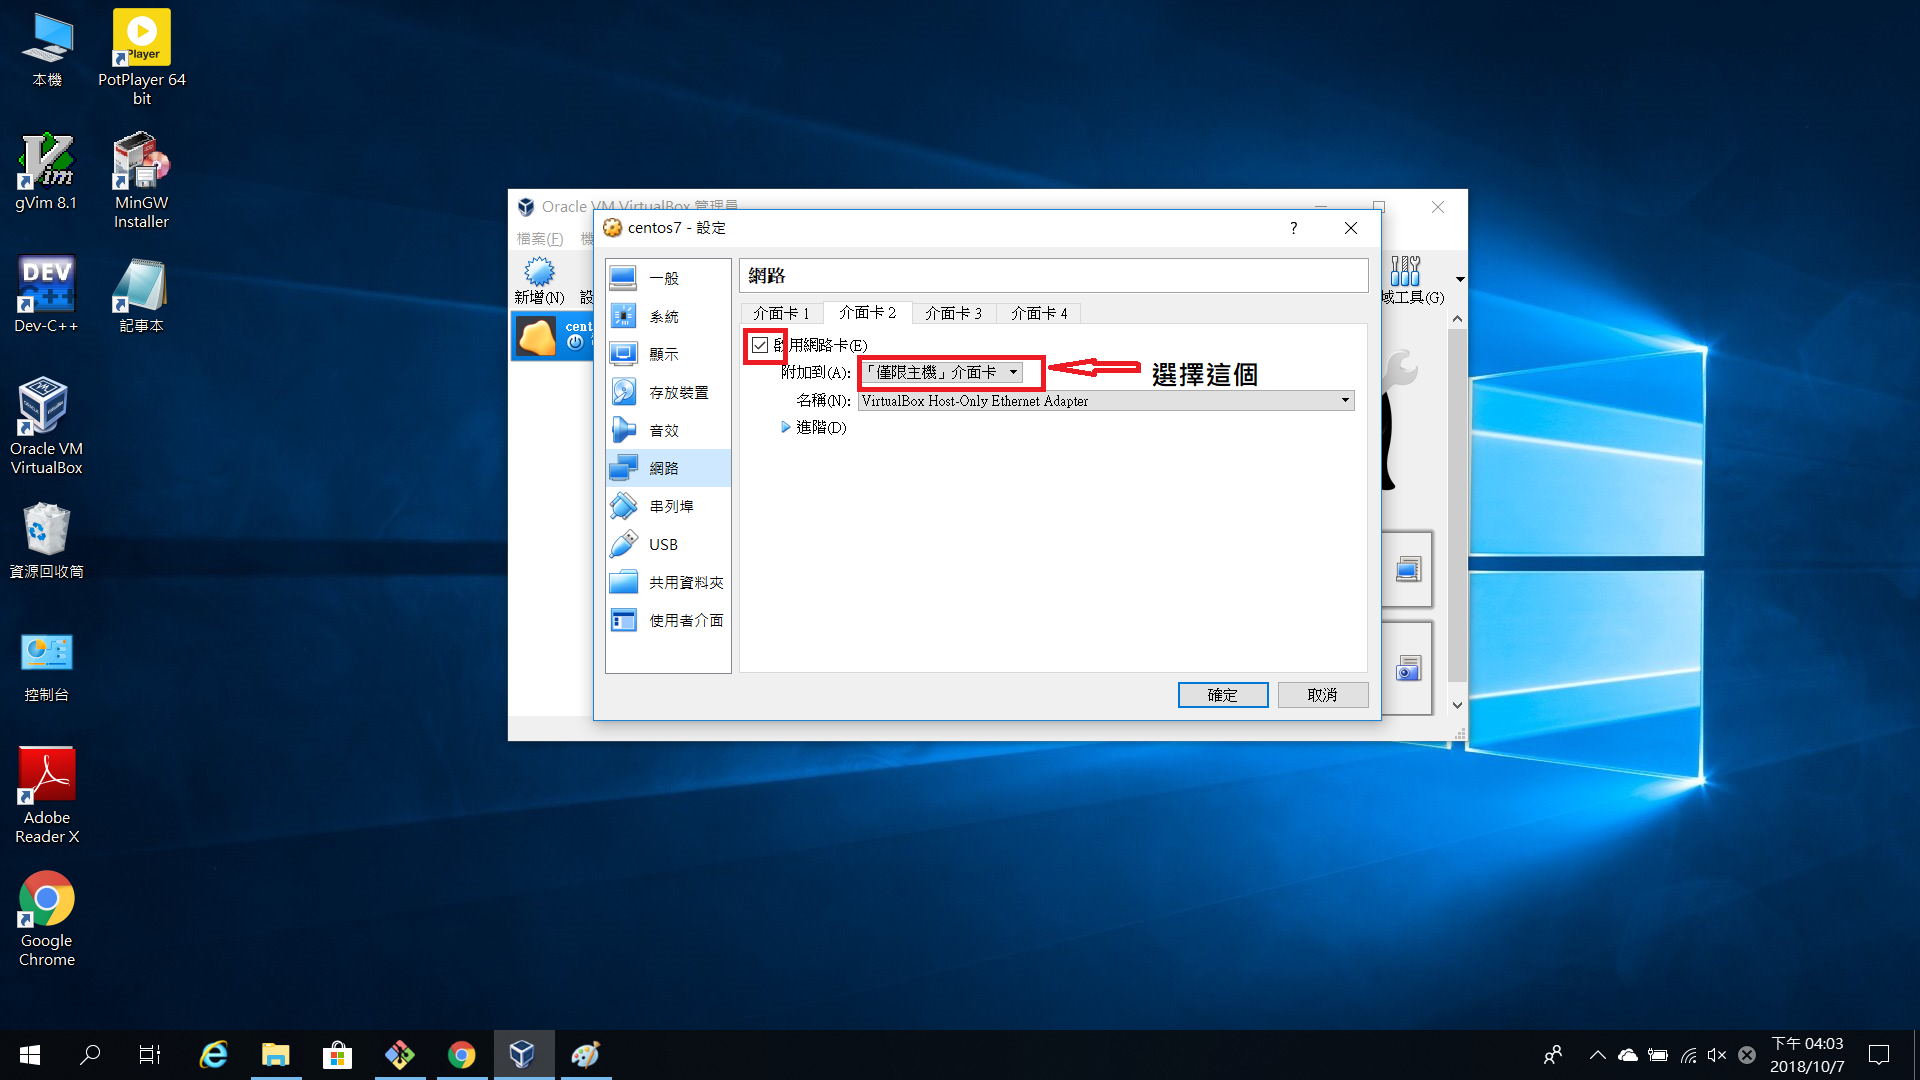 本機
PotPlayer 64
bit
gVim 8.1
MinGW
Installer
DEV
C++
Dev-C++
記事本
Oracle VM
VirtualBox
資源回收筒
控制台
Adobe
Reader X
Google
Chrome
Oracle VM VirtualBox 管理員
檔案(F)
新增(N)
域工具(G)
cent
centos7 - 設定
?
一般
系統
顯示
存放裝置
音效
網路
串列埠
USB
共用資料夾
使用者介面
網路
介面卡 1
介面卡 2
介面卡 3
介面卡 4
啟用網路卡(E)
附加到(A):
「僅限主機」介面卡
選擇這個
名稱(N):
VirtualBox Host-Only Ethernet Adapter
進階(D)
確定
取消
下午 04:03
2018/10/7